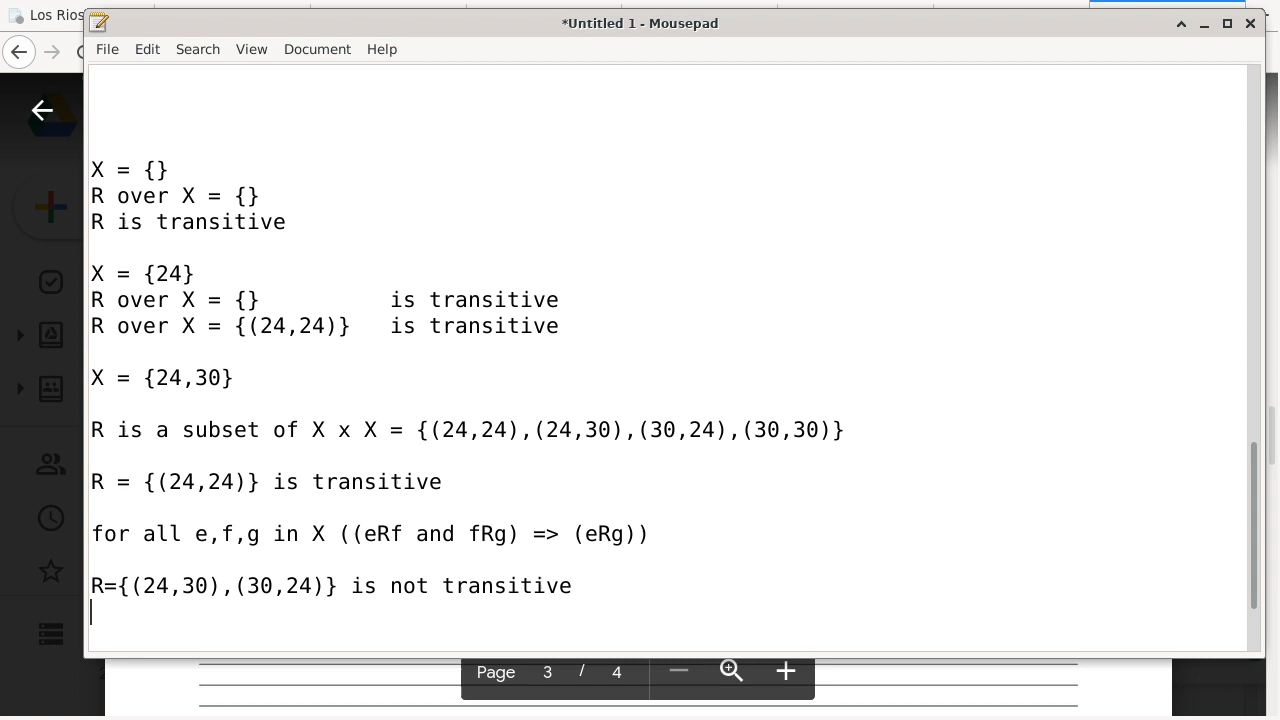 Los Rios
*Untitled 1 - Mousepad
File Edit Search View Document Help
X = {}
R over X = {}
R is transitive
X = {24}
R over X = {}          is transitive
R over X = {(24,24)}   is transitive
X = {24,30}
R is a subset of X x X = {(24,24),(24,30),(30,24),(30,30)}
R = {(24,24)} is transitive
for all e,f,g in X ((eRf and fRg) => (eRg))
R={(24,30),(30,24)} is not transitive
Page 3 / 4